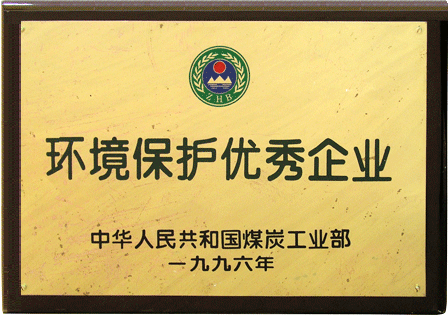 ZHB
环境保护优秀企业
中华人民共和国煤炭工业部
一九九六年